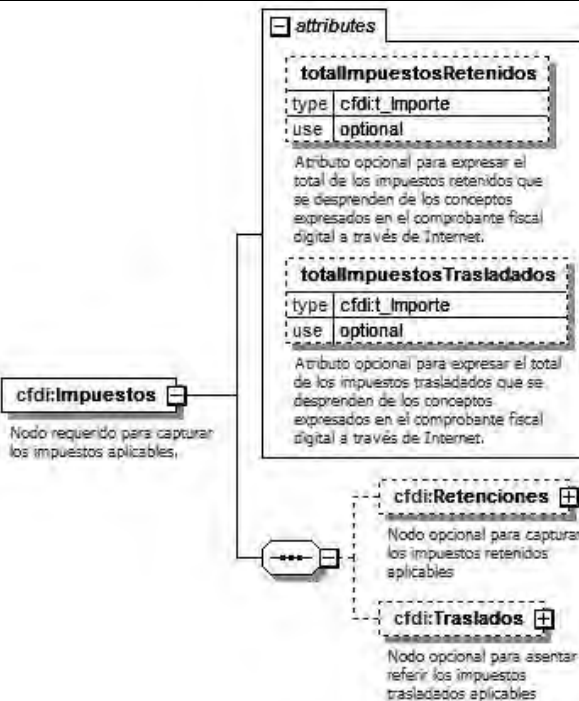 attributes
totalImpuestosRetenidos
type cfdi:t_Importe
use optional
Atributo opcional para expresar el
total de los impuestos retenidos que
se desprenden de los conceptos
expresados en el comprobante fiscal
digital a través de Internet.
totalImpuestosTrasladados
type cfdi:t_Importe
use optional
Atributo opcional para expresar el total
de los impuestos trasladados que se
desprenden de los conceptos
expresados en el comprobante fiscal
digital a través de Internet.
cfdi:Impuestos
Nodo requerido para capturar
los impuestos aplicables.
cfdi:Retenciones
Nodo opcional para capturar
los impuestos retenidos
aplicables
cfdi:Traslados
Nodo opcional para asentar
referir los impuestos
trasladados aplicables